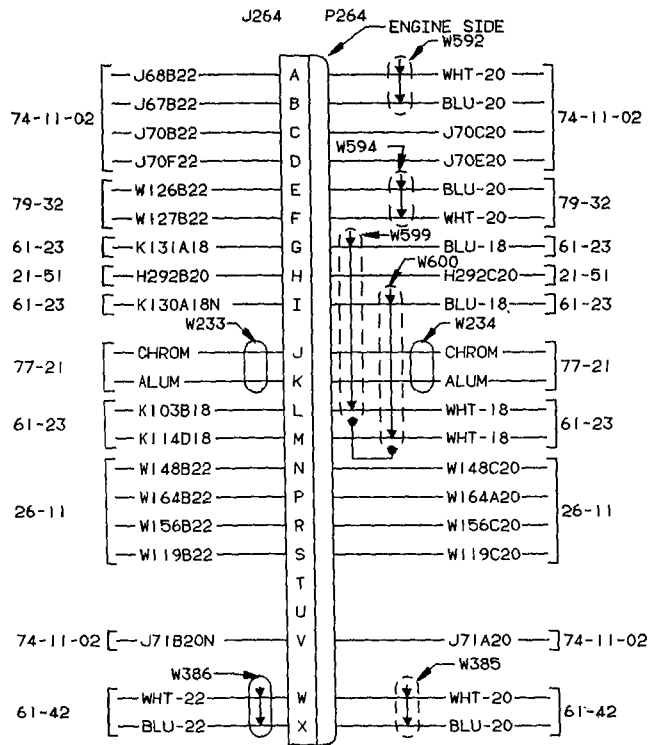 J264 P264
ENGINE SIDE
W592
J68B22 A WHT-20
J67B22 B BLU-20
74-11-02 74-11-02
J70B22 C J70C20
W594
J70F22 D J70E20
W126B22 E BLU-20
79-32 79-32
W127B22 F WHT-20
W599
61-23 K131A18 G BLU-18 61-23
W600
21-51 H292B20 H H292C20 21-51
61-23 K130A18N I BLU-18 61-23
W233 W234
CHROM J CHROM
77-21 77-21
ALUM K ALUM
K103B18 L WHT-18
61-23 61-23
K114D18 M WHT-18
W148B22 N W148C20
W164B22 P W164A20
26-11 26-11
W156B22 R W156C20
W119B22 S W119C20
T
U
74-11-02 J71B20N V J71A20 74-11-02
W386 W385
WHT-22 W WHT-20
61-42 61-42
BLU-22 X BLU-20